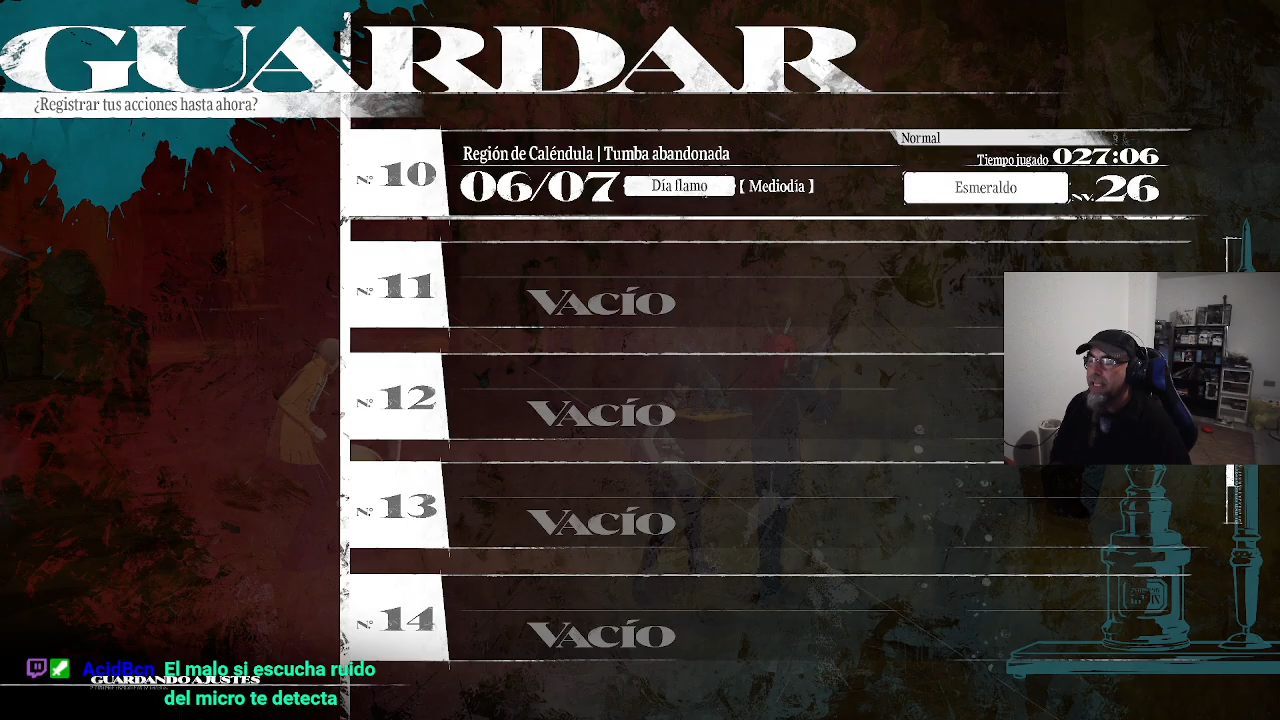 GUARDAR
¿Registrar tus acciones hasta ahora?
Nº 10
Región de Caléndula | Tumba abandonada
06/07 Día flamo [ Mediodía ]
Normal
Tiempo jugado 027:06
Esmeraldo NV. 26
Nº 11
VACÍO
Nº 12
VACÍO
Nº 13
VACÍO
Nº 14
VACÍO
AcidBcn El malo si escucha ruido
del micro te detecta
GUARDANDO AJUSTES